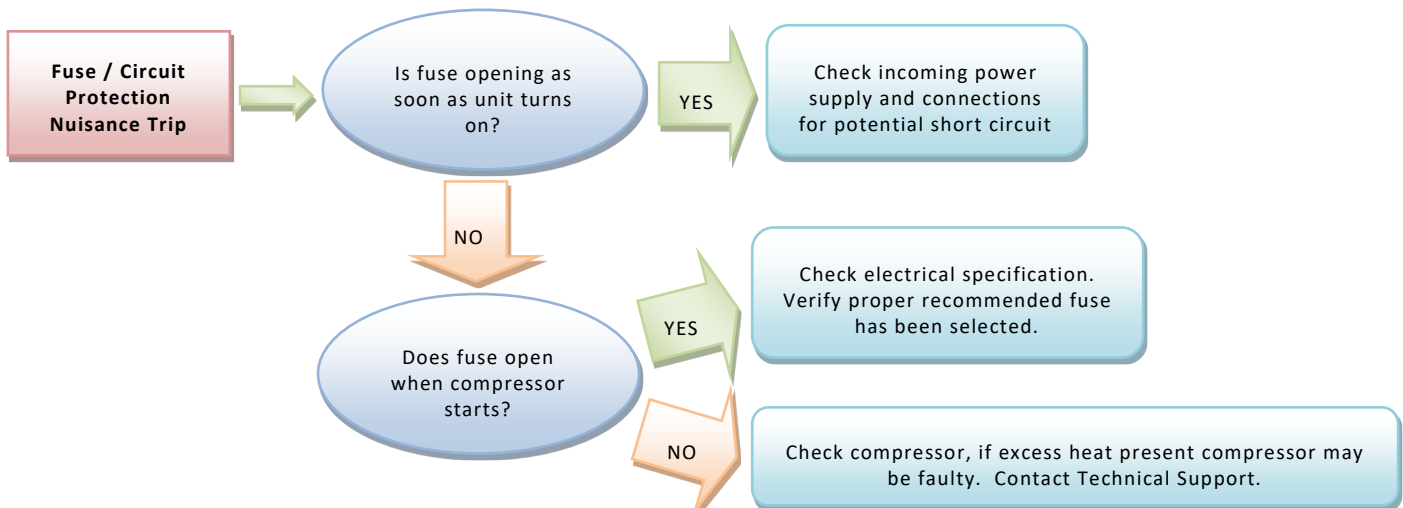 Fuse / Circuit
Protection
Nuisance Trip
Is fuse opening as
soon as unit turns
on?
YES
Check incoming power
supply and connections
for potential short circuit
NO
Does fuse open
when compressor
starts?
YES
Check electrical specification.
Verify proper recommended fuse
has been selected.
NO
Check compressor, if excess heat present compressor may
be faulty.  Contact Technical Support.